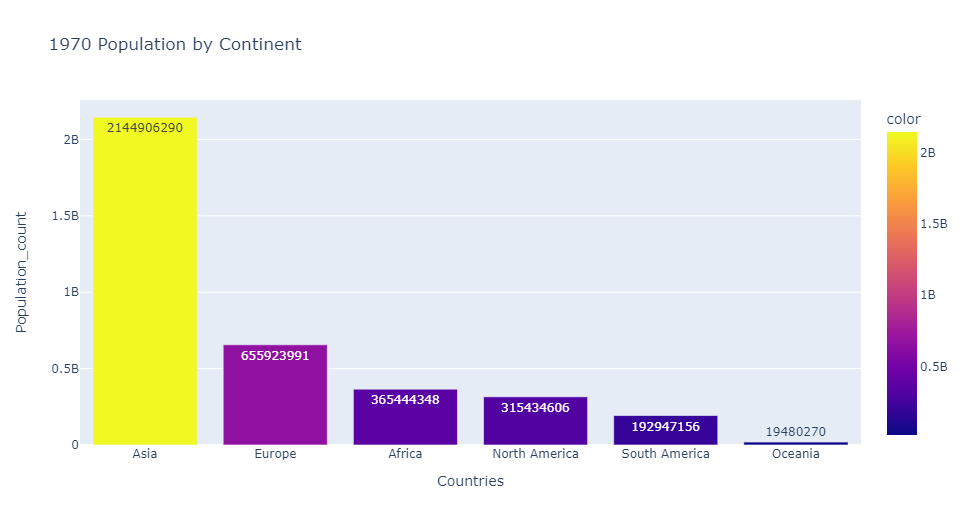 1970 Population by Continent
Population_count
2B
1.5B
1B
0.5B
0
2144906290
655923991
365444348
315434606
192947156
19480270
Asia
Europe
Africa
North America
South America
Oceania
Countries
color
2B
1.5B
1B
0.5B